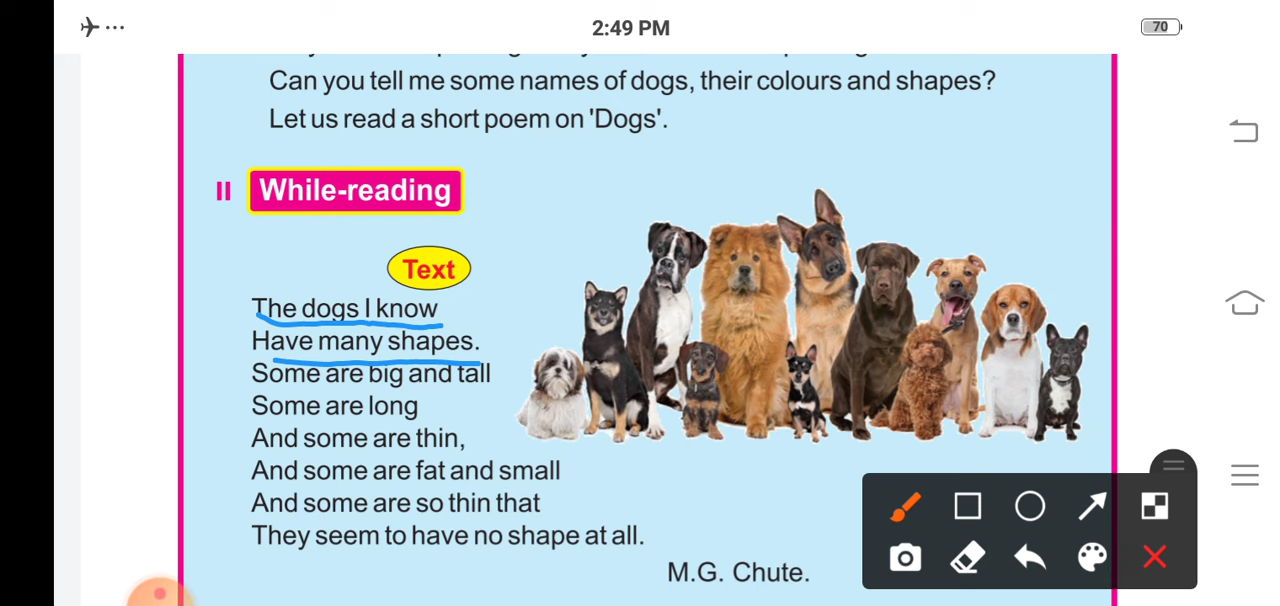 2:49 PM
70
Can you tell me some names of dogs, their colours and shapes?
Let us read a short poem on 'Dogs'.
II While-reading
Text
The dogs I know
Have many shapes.
Some are big and tall
Some are long
And some are thin,
And some are fat and small
And some are so thin that
They seem to have no shape at all.
M.G. Chute.